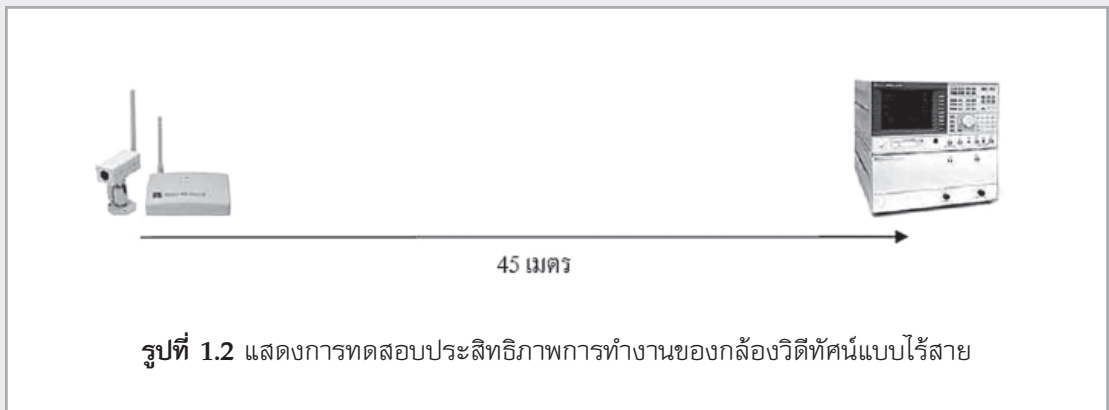 45 เมตร
รูปที่ 1.2 แสดงการทดสอบประสิทธิภาพการทำงานของกล้องวิดีทัศน์แบบไร้สาย